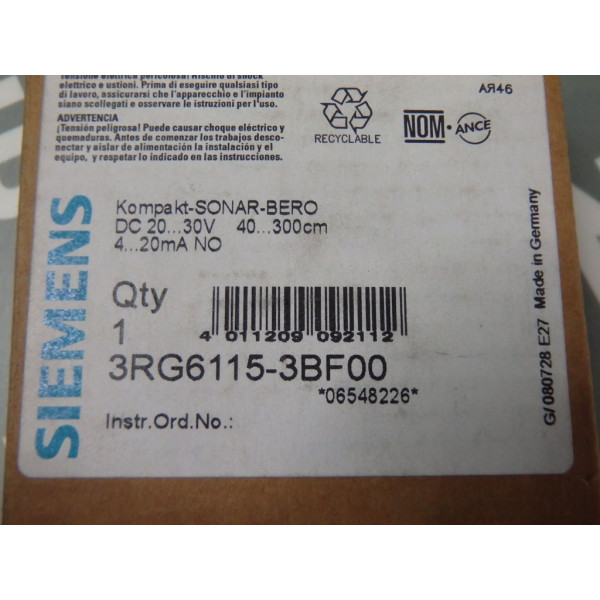 Tensione elettrica pericolosa! Rischio di shock
elettrico e ustioni. Prima di eseguire qualsiasi tipo
di lavoro, assicurarsi che l'apparecchio e l'impianto
siano scollegati e osservare le istruzioni per l'uso.
ADVERTENCIA
¡Tensión peligrosa! Puede causar choque eléctrico y
quemaduras. Antes de comenzar los trabajos desco-
nectar y aislar de alimentación la instalación y el
equipo, y respetar lo indicado en las instrucciones.
RECYCLABLE
NOM-ANCE
AЯ46
SIEMENS
Kompakt-SONAR-BERO
DC 20...30V 40...300cm
4...20mA NO
Qty
1
4 011209 092112
3RG6115-3BF00
*06548226*
Instr.Ord.No.:
G/080728 E27 Made in Germany